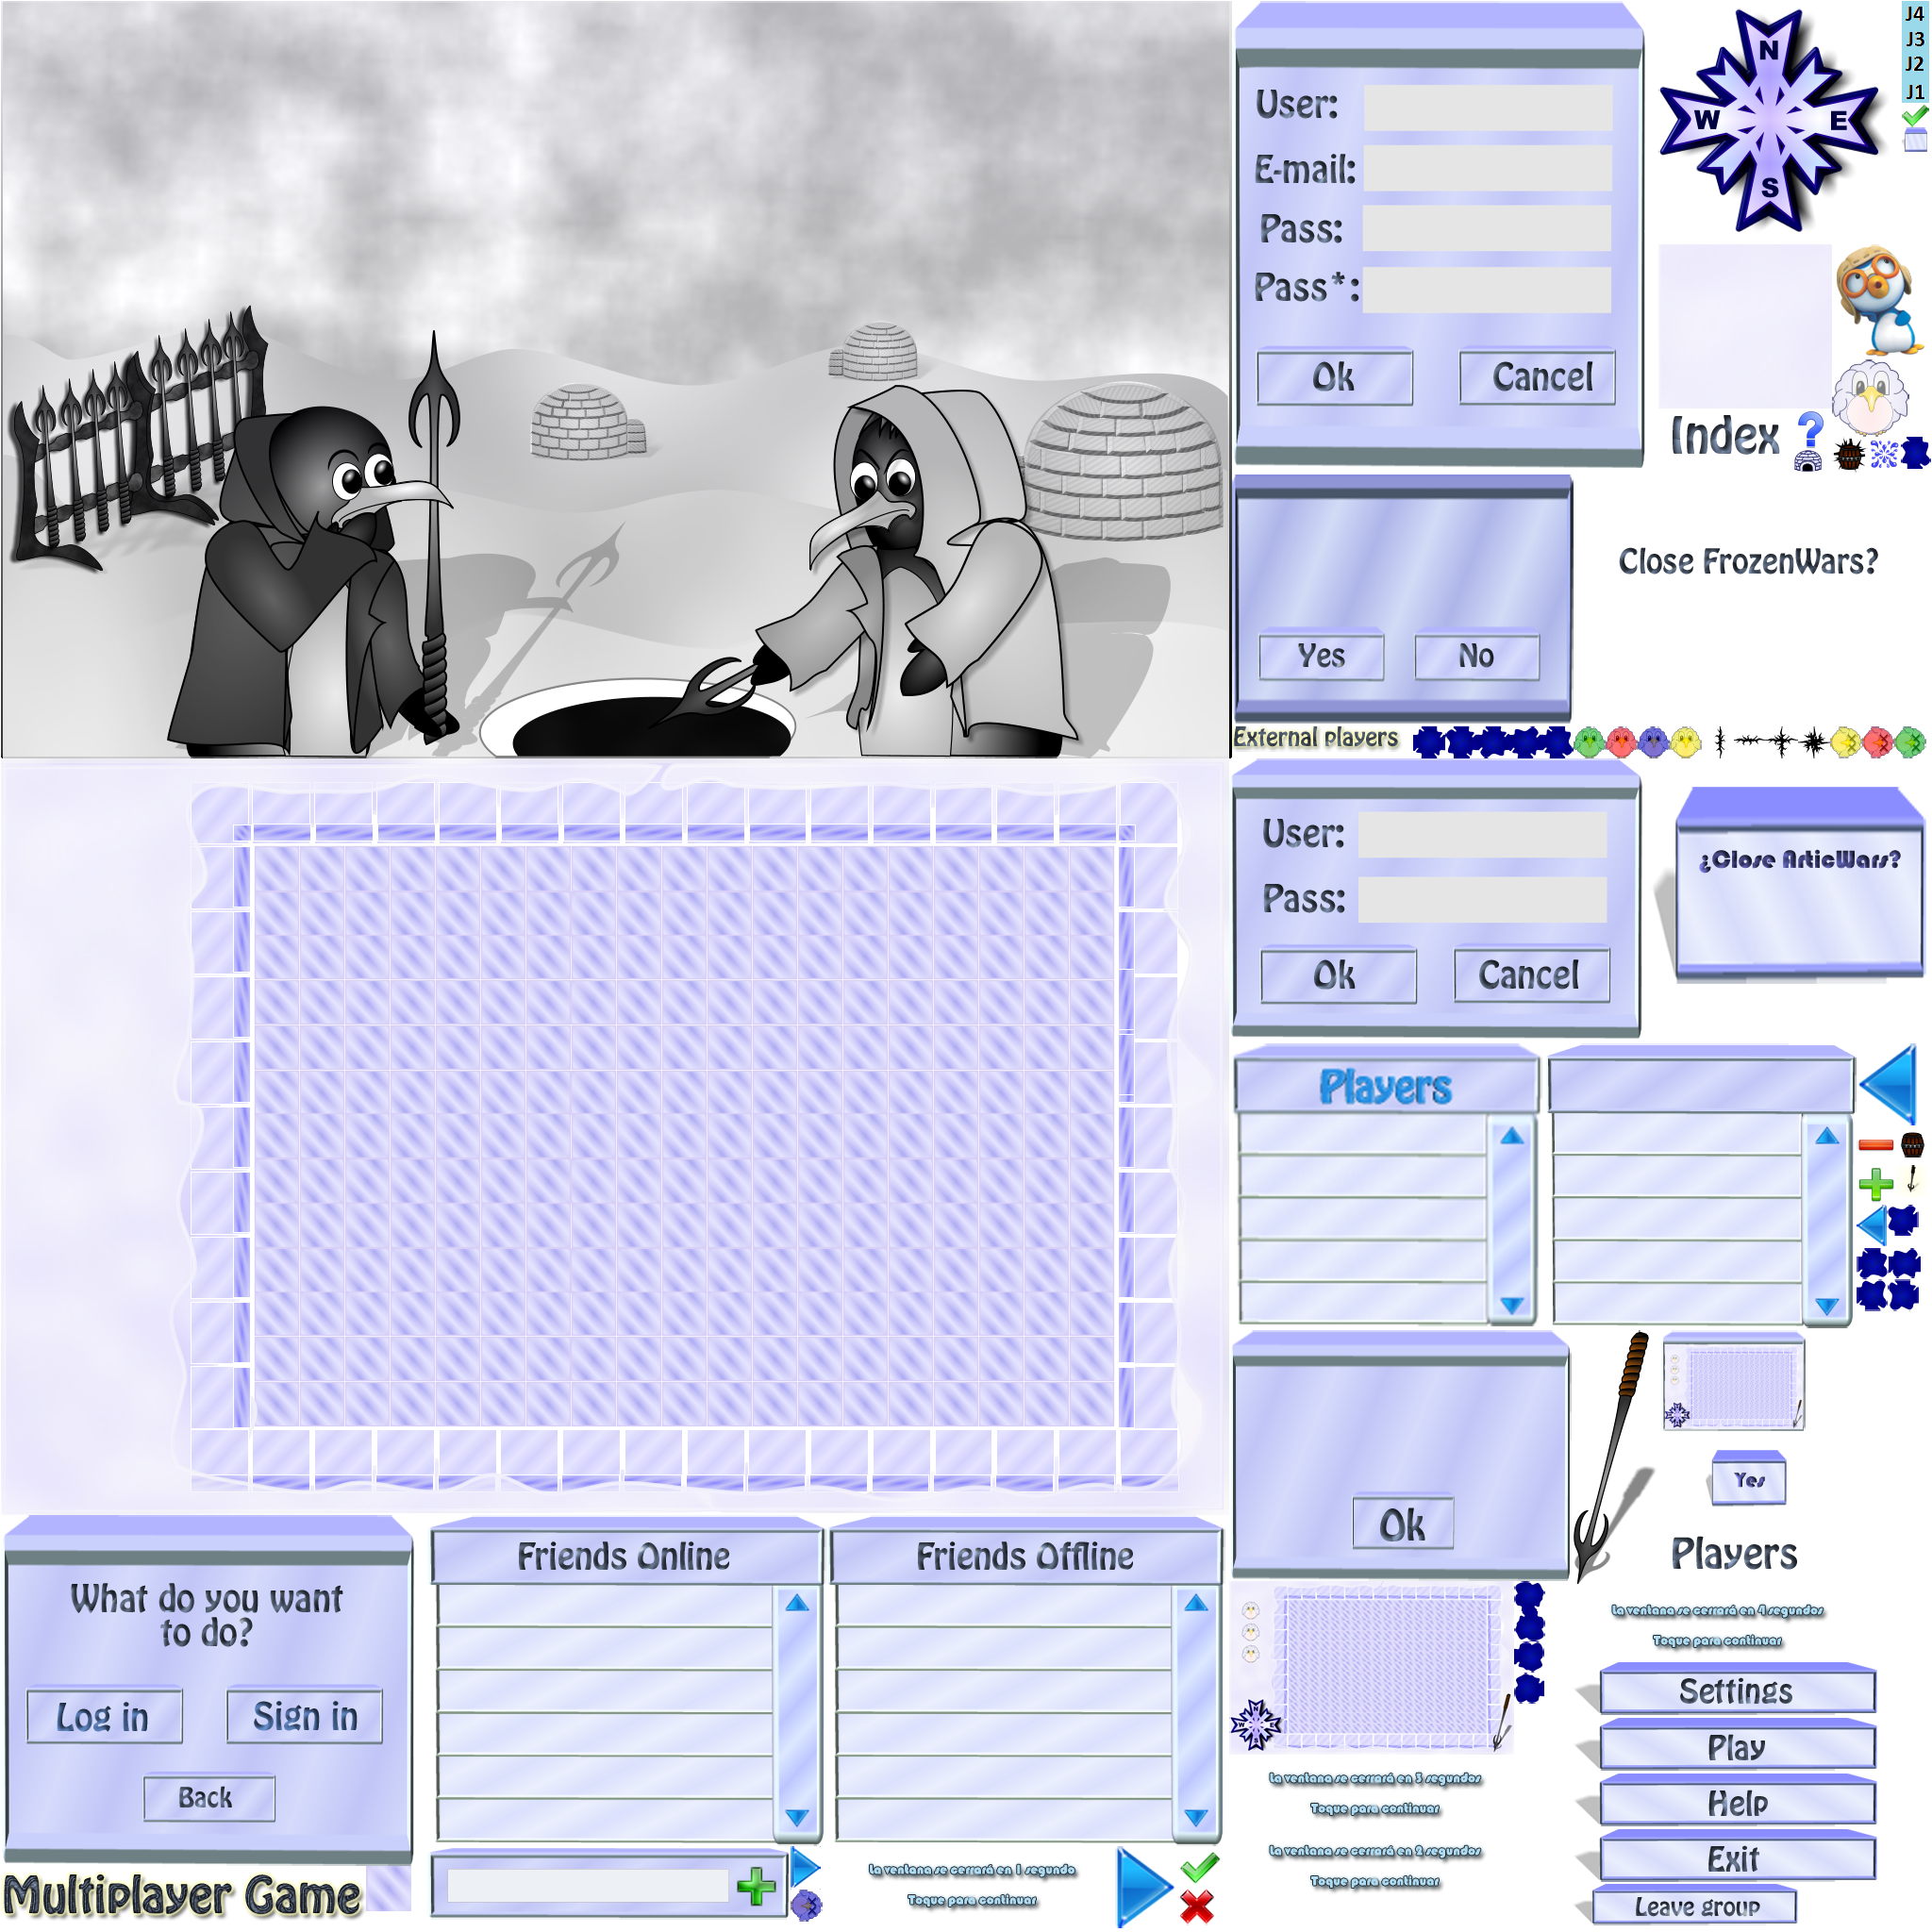 J4
J3
J2
J1
N
W
E
S
User:
E-mail:
Pass:
Pass*:
Ok
Cancel
Index
?
Close FrozenWars?
Yes
No
External players
User:
Pass:
Ok
Cancel
¿Close ArticWars?
Players
Ok
Yes
Players
What do you want
to do?
Log in
Sign in
Back
Friends Online
Friends Offline
La ventana se cerrará en 4 segundos
Toque para continuar
La ventana se cerrará en 3 segundos
Toque para continuar
La ventana se cerrará en 2 segundos
Toque para continuar
La ventana se cerrará en 1 segundo
Toque para continuar
Settings
Play
Help
Exit
Leave group
Multiplayer Game